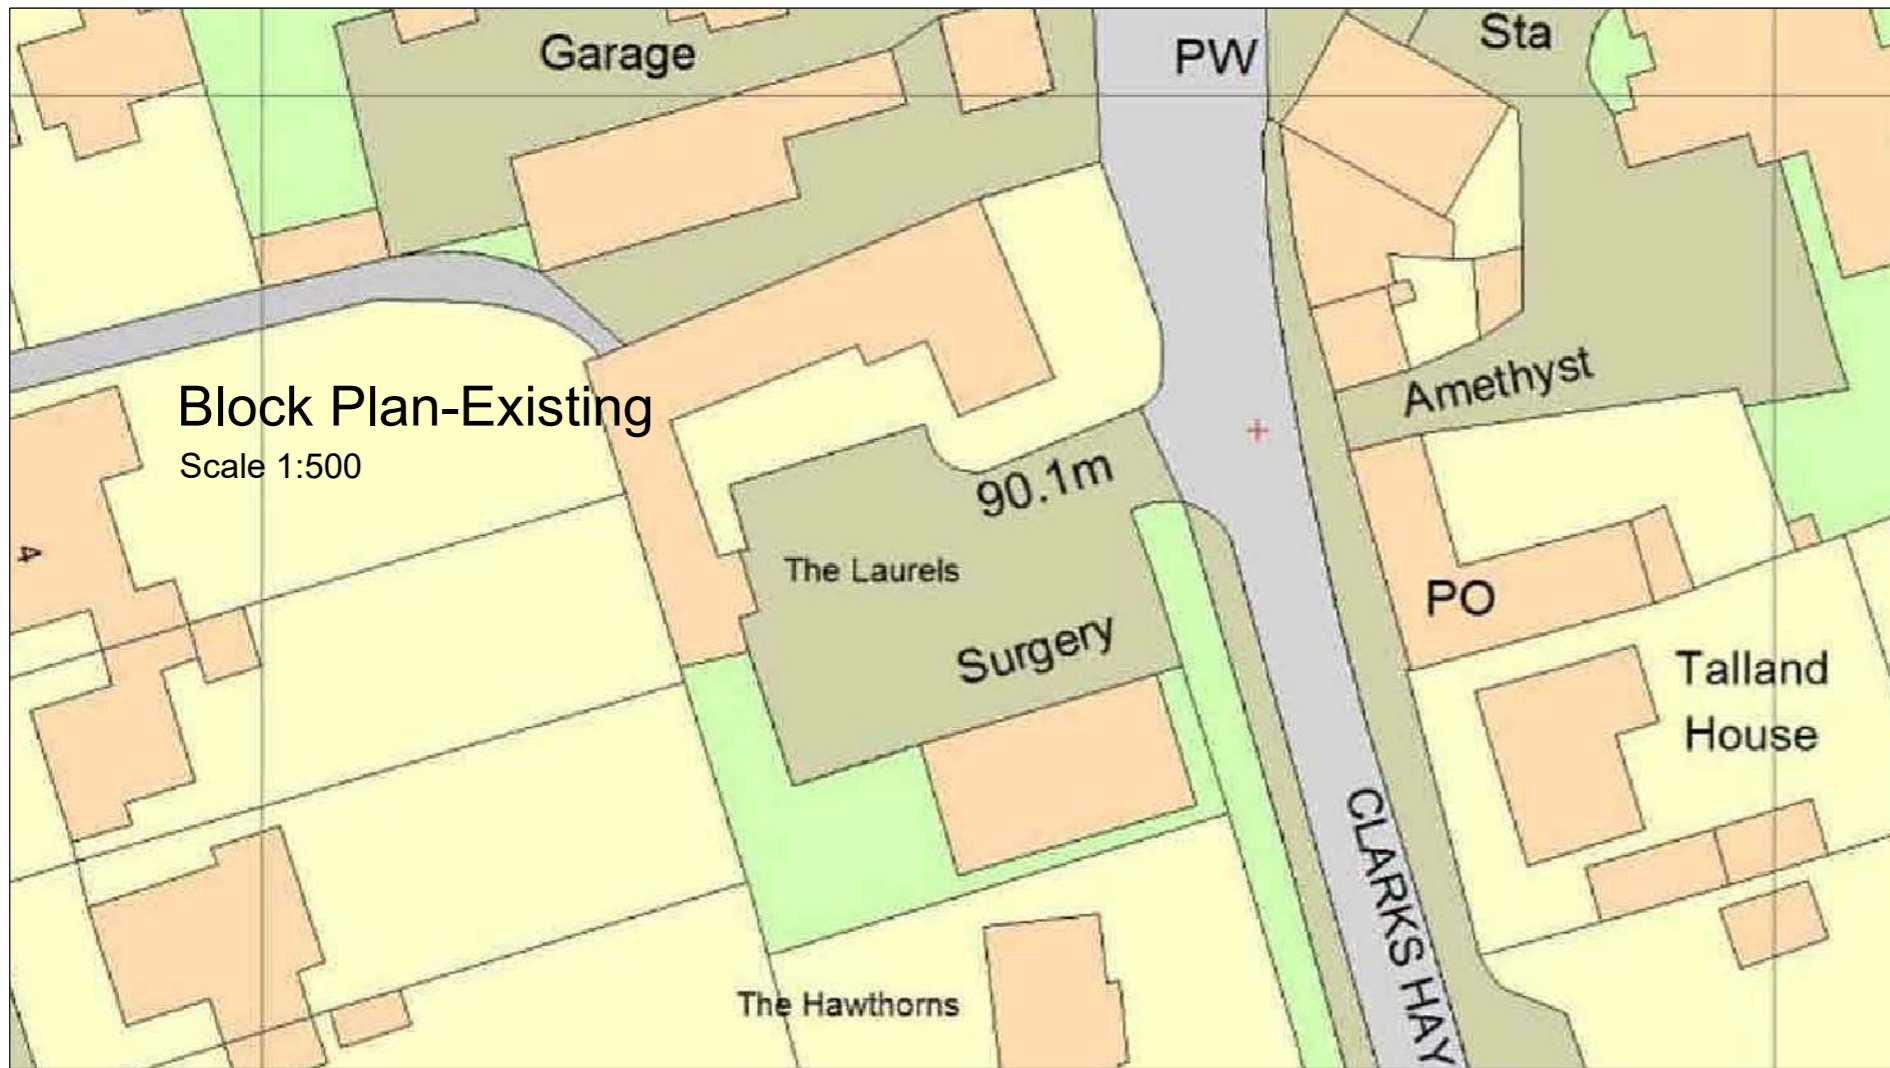 Garage
PW
Sta
Amethyst
Block Plan-Existing
Scale 1:500
90.1m
4
The Laurels
PO
Surgery
Talland
House
CLARKS HAY
The Hawthorns